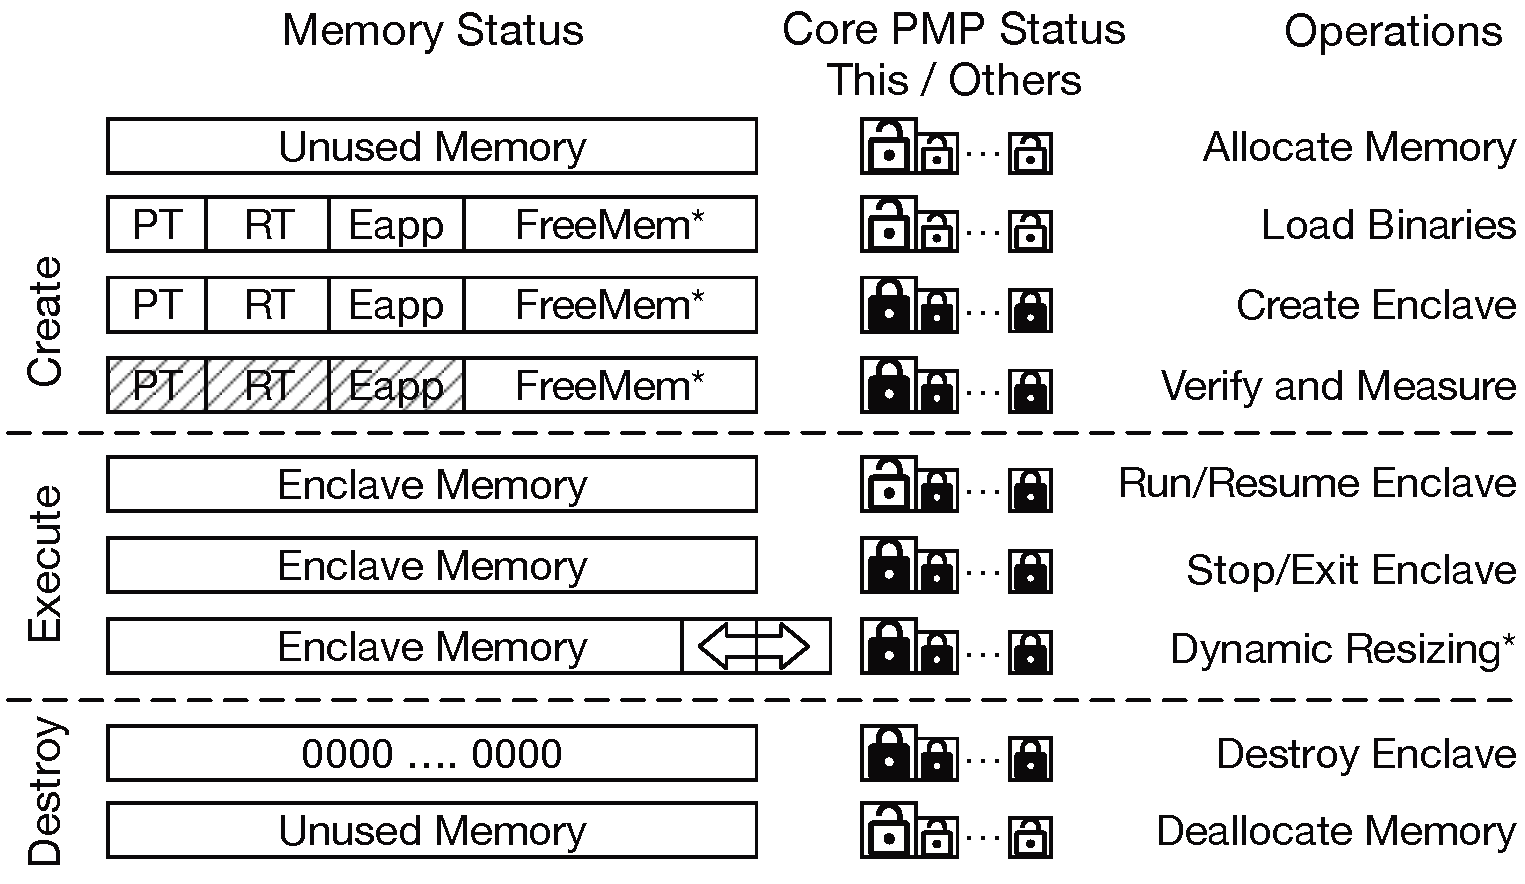 Memory Status Core PMP Status Operations
This / Others
Create
Unused Memory ... Allocate Memory
PT RT Eapp FreeMem* ... Load Binaries
PT RT Eapp FreeMem* ... Create Enclave
PT RT Eapp FreeMem* ... Verify and Measure
Execute
Enclave Memory ... Run/Resume Enclave
Enclave Memory ... Stop/Exit Enclave
Enclave Memory ... Dynamic Resizing*
Destroy
0000 .... 0000 ... Destroy Enclave
Unused Memory ... Deallocate Memory